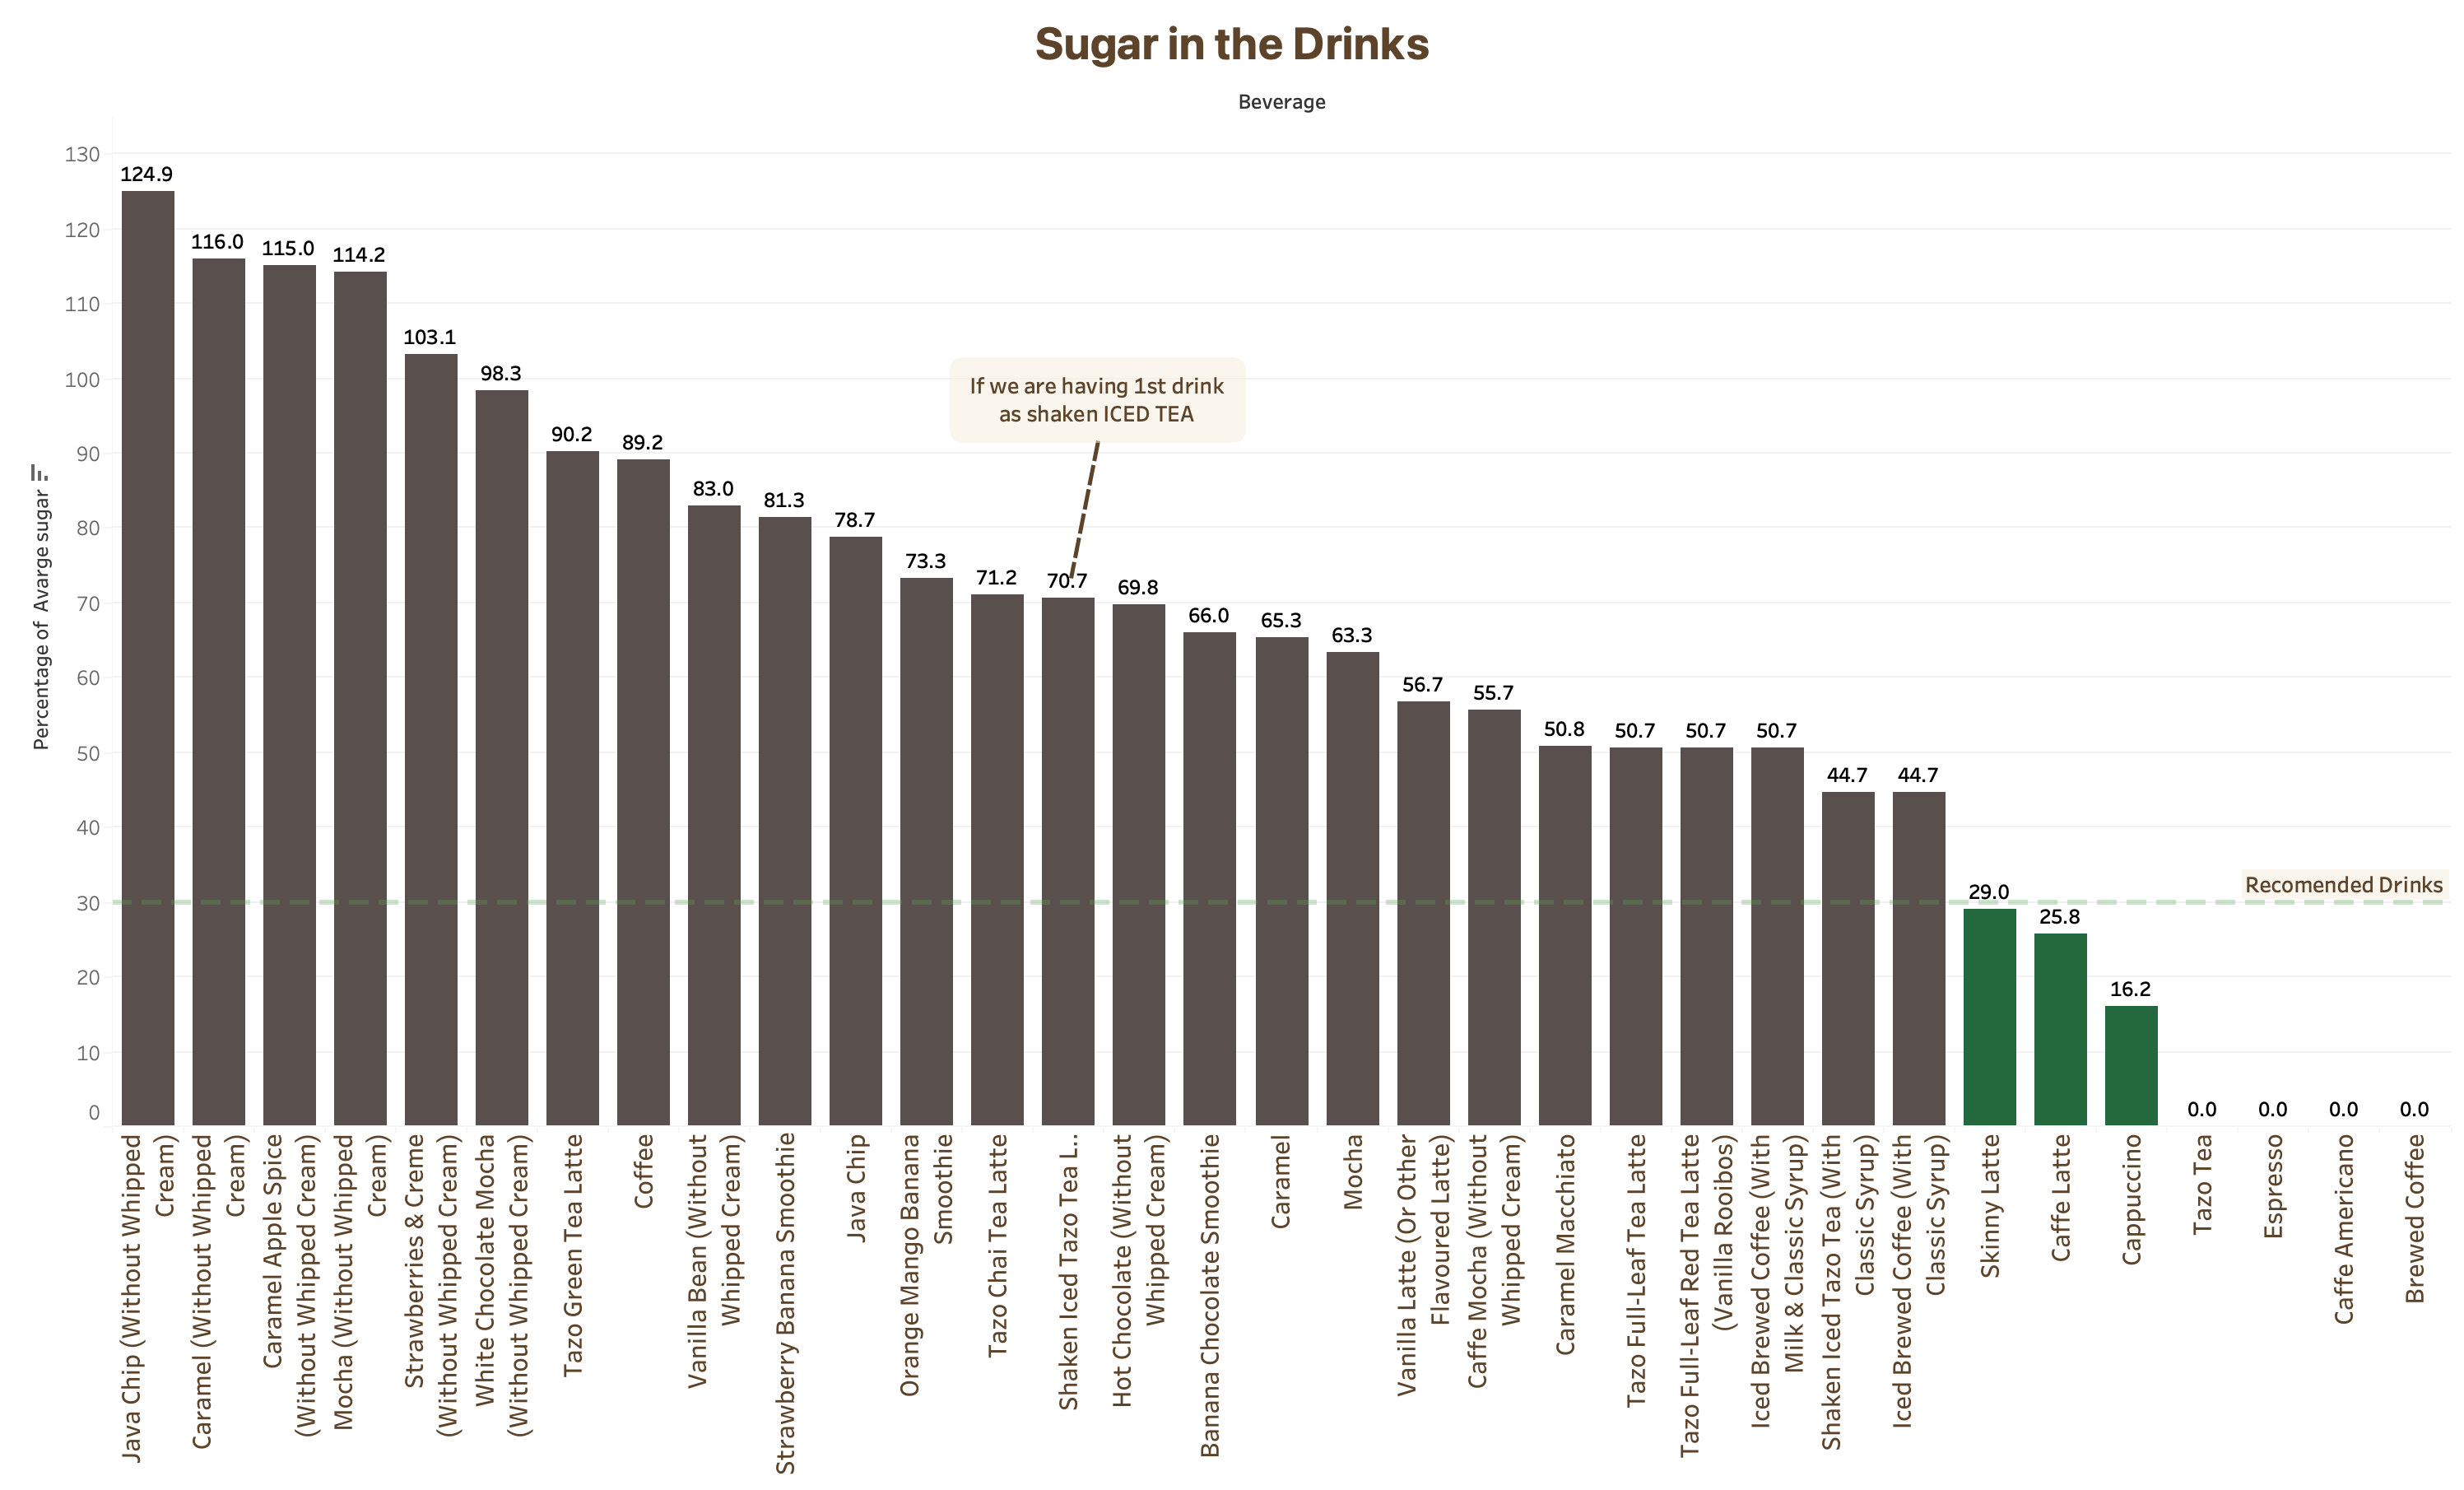 Sugar in the Drinks
Beverage
Percentage of Avarge sugar
130
120
110
100
90
80
70
60
50
40
30
20
10
0
124.9
116.0
115.0
114.2
103.1
98.3
90.2
89.2
83.0
81.3
78.7
73.3
71.2
70.7
69.8
66.0
65.3
63.3
56.7
55.7
50.8
50.7
50.7
50.7
44.7
44.7
29.0
25.8
16.2
0.0
0.0
0.0
0.0
If we are having 1st drink
as shaken ICED TEA
Recomended Drinks
Java Chip (Without Whipped
Cream)
Caramel (Without Whipped
Cream)
Caramel Apple Spice
(Without Whipped Cream)
Mocha (Without Whipped
Cream)
Strawberries & Creme
(Without Whipped Cream)
White Chocolate Mocha
(Without Whipped Cream)
Tazo Green Tea Latte
Coffee
Vanilla Bean (Without
Whipped Cream)
Strawberry Banana Smoothie
Java Chip
Orange Mango Banana
Smoothie
Tazo Chai Tea Latte
Shaken Iced Tazo Tea L..
Hot Chocolate (Without
Whipped Cream)
Banana Chocolate Smoothie
Caramel
Mocha
Vanilla Latte (Or Other
Flavoured Latte)
Caffe Mocha (Without
Whipped Cream)
Caramel Macchiato
Tazo Full-Leaf Tea Latte
Tazo Full-Leaf Red Tea Latte
(Vanilla Rooibos)
Iced Brewed Coffee (With
Milk & Classic Syrup)
Shaken Iced Tazo Tea (With
Classic Syrup)
Iced Brewed Coffee (With
Classic Syrup)
Skinny Latte
Caffe Latte
Cappuccino
Tazo Tea
Espresso
Caffe Americano
Brewed Coffee